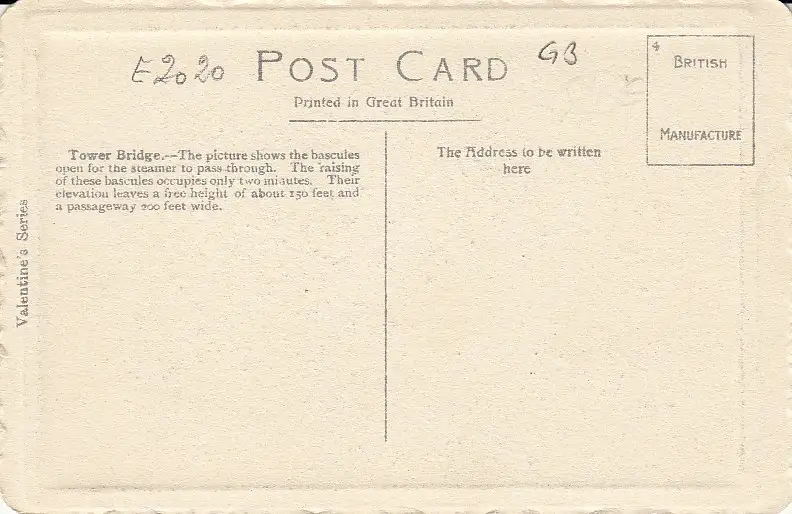 E2020 POST CARD GB
Printed in Great Britain
4
BRITISH
MANUFACTURE
Tower Bridge.—The picture shows the bascules
open for the steamer to pass through. The raising
of these bascules occupies only two minutes. Their
elevation leaves a free height of about 150 feet and
a passageway 200 feet wide.
The Address to be written
here
Valentine's Series